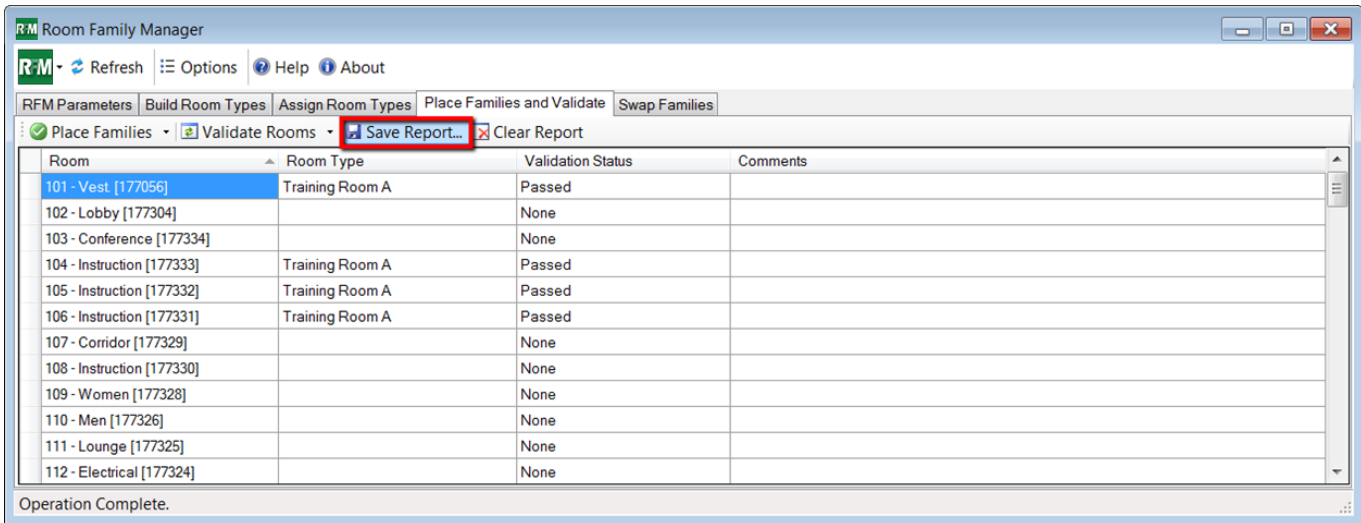 RFM Room Family Manager
RFM Refresh Options Help About
RFM Parameters Build Room Types Assign Room Types Place Families and Validate Swap Families
Place Families Validate Rooms Save Report... Clear Report
Room Room Type Validation Status Comments
101 - Vest. [177056] Training Room A Passed
102 - Lobby [177304] None
103 - Conference [177334] None
104 - Instruction [177333] Training Room A Passed
105 - Instruction [177332] Training Room A Passed
106 - Instruction [177331] Training Room A Passed
107 - Corridor [177329] None
108 - Instruction [177330] None
109 - Women [177328] None
110 - Men [177326] None
111 - Lounge [177325] None
112 - Electrical [177324] None
Operation Complete.